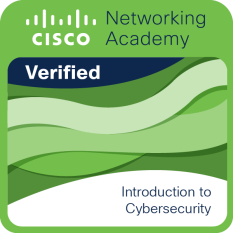 CISCO Networking
Academy
Verified
Introduction to
Cybersecurity